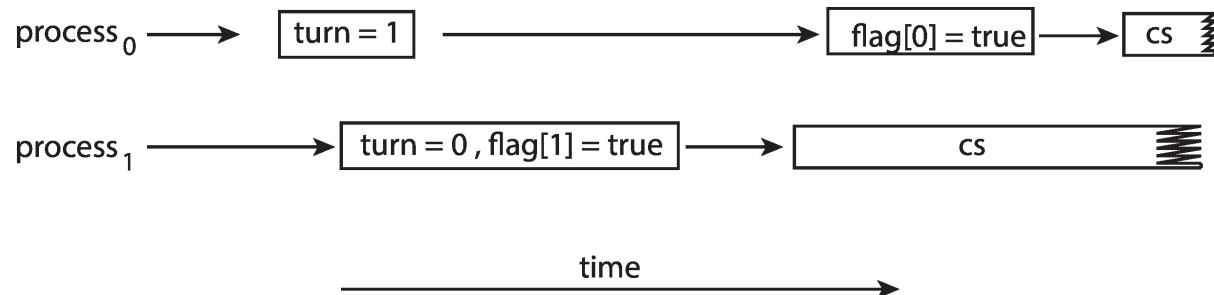 process₀ turn = 1 flag[0] = true cs
process₁ turn = 0 , flag[1] = true cs
time